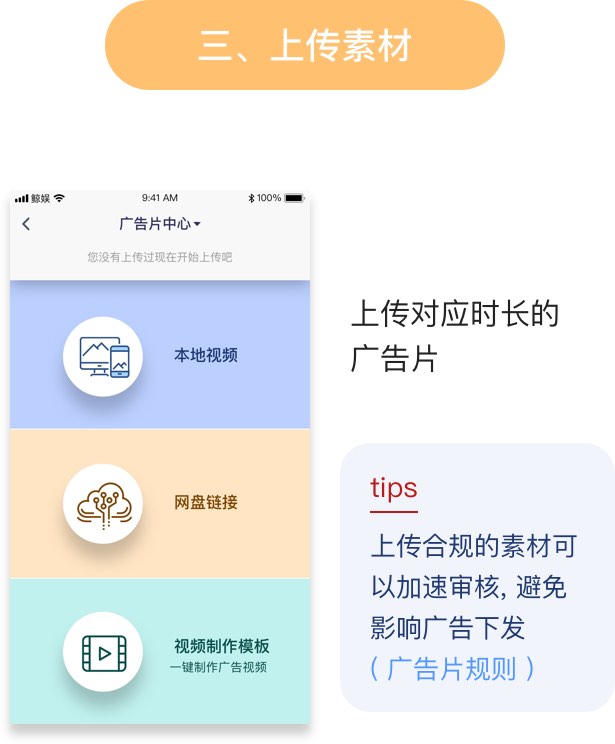 三、上传素材
鲸娱 9:41 AM 100%
广告片中心
您没有上传过现在开始上传吧
本地视频
网盘链接
视频制作模板
一键制作广告视频
上传对应时长的
广告片
tips
上传合规的素材可
以加速审核, 避免
影响广告下发
( 广告片规则 )